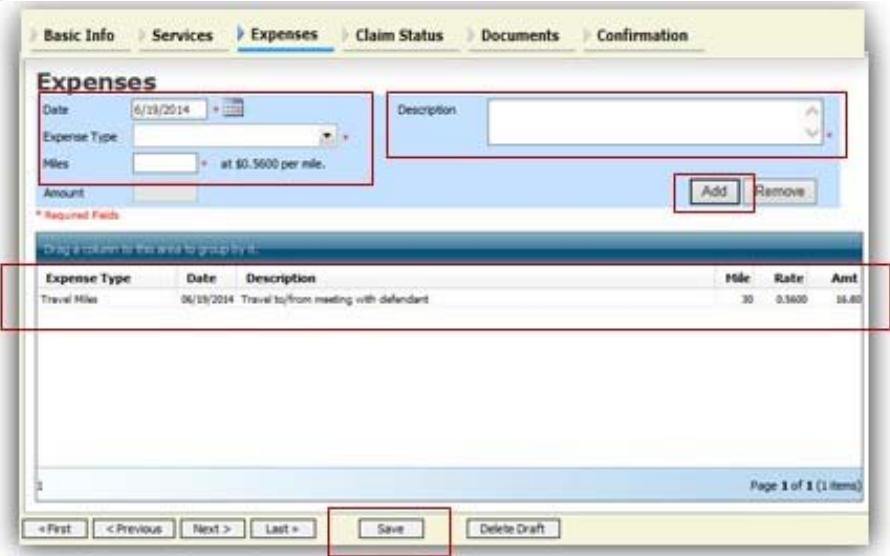 Basic Info Services Expenses Claim Status Documents Confirmation
Expenses
Date 6/19/2014 * Description
Expense Type * *
Miles * at $0.5600 per mile.
Amount Add Remove
* Required Fields
Drag a column to this area to group by it.
Expense Type Date Description Mile Rate Amt
Travel Miles 06/19/2014 Travel to/from meeting with defendant 30 0.5600 16.80
1 Page 1 of 1 (1 items)
« First < Previous Next > Last » Save Delete Draft